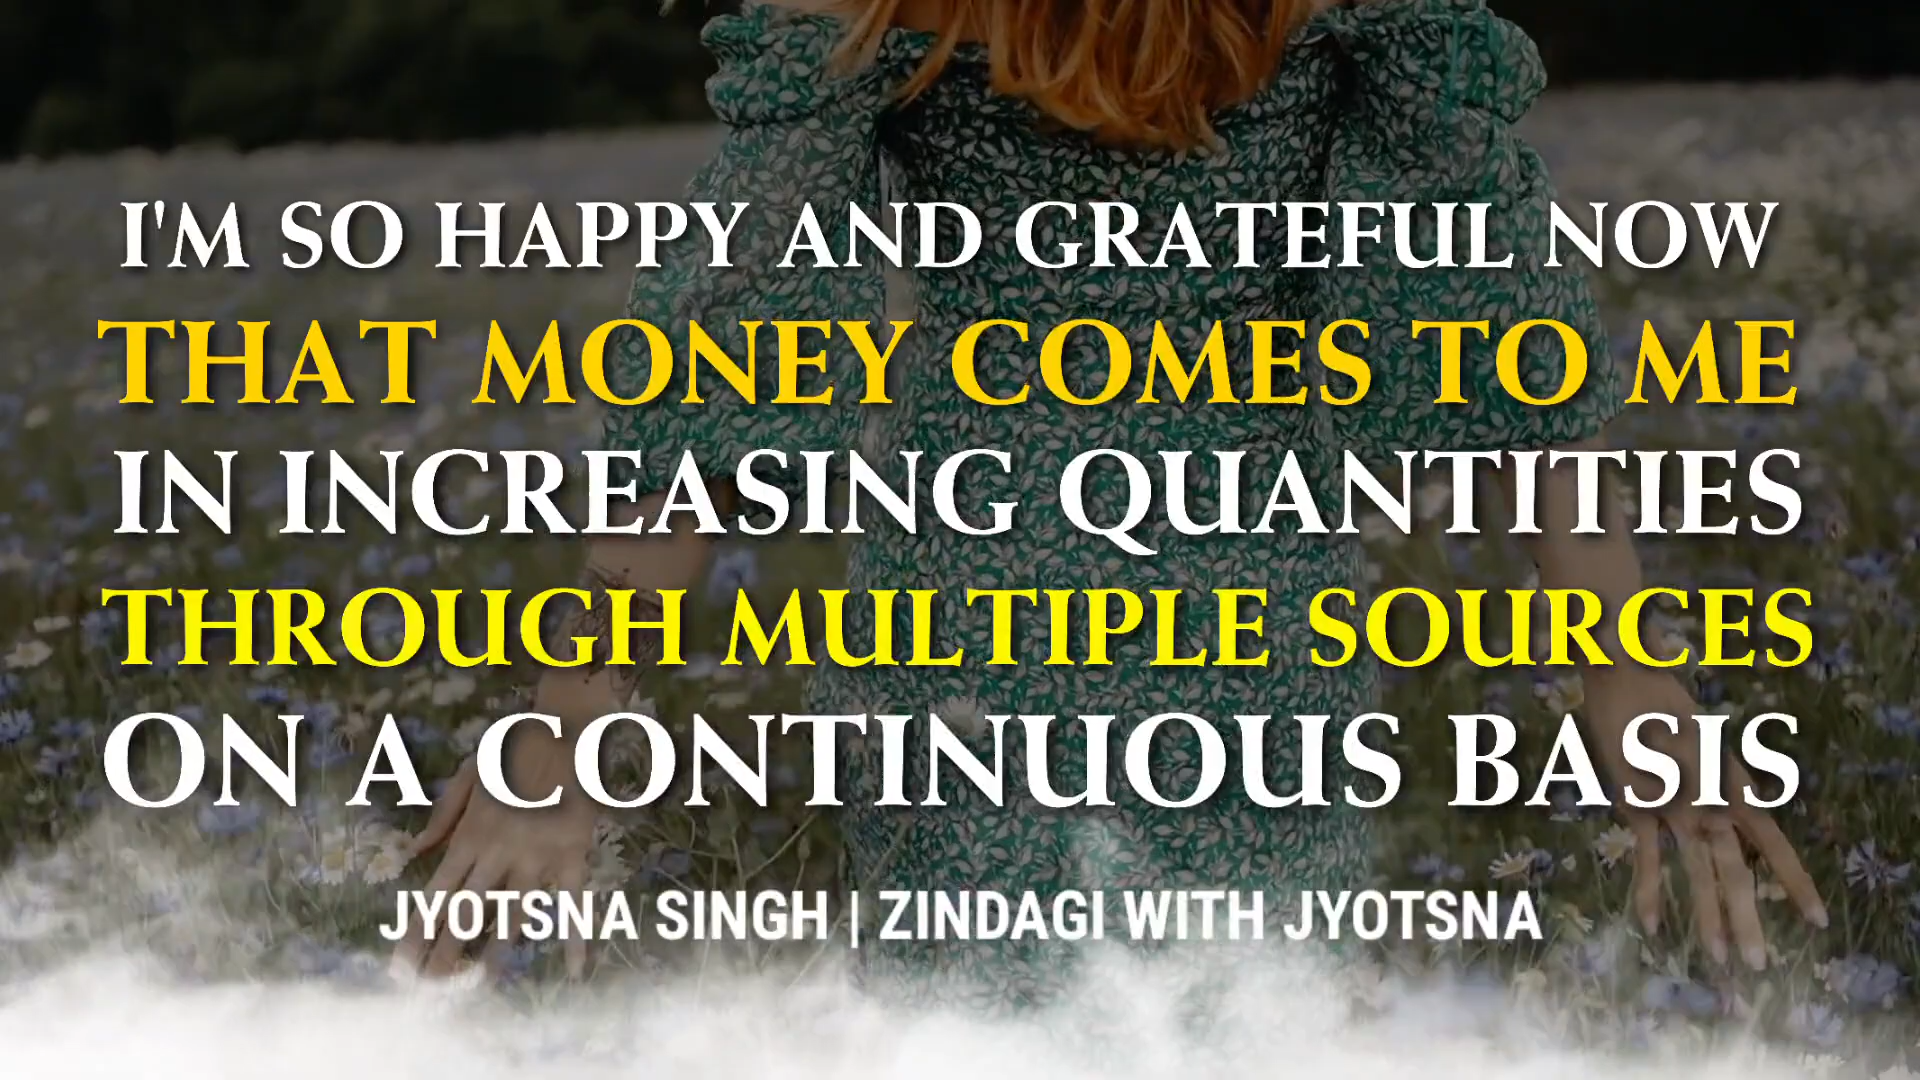 I'M SO HAPPY AND GRATEFUL NOW
THAT MONEY COMES TO ME
IN INCREASING QUANTITIES
THROUGH MULTIPLE SOURCES
ON A CONTINUOUS BASIS
JYOTSNA SINGH | ZINDAGI WITH JYOTSNA